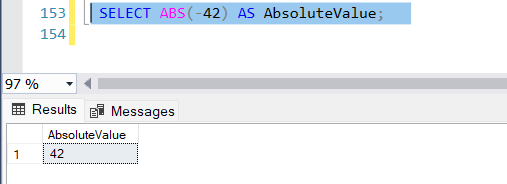 153 SELECT ABS(-42) AS AbsoluteValue;
154
97 %
Results Messages
AbsoluteValue
1 42